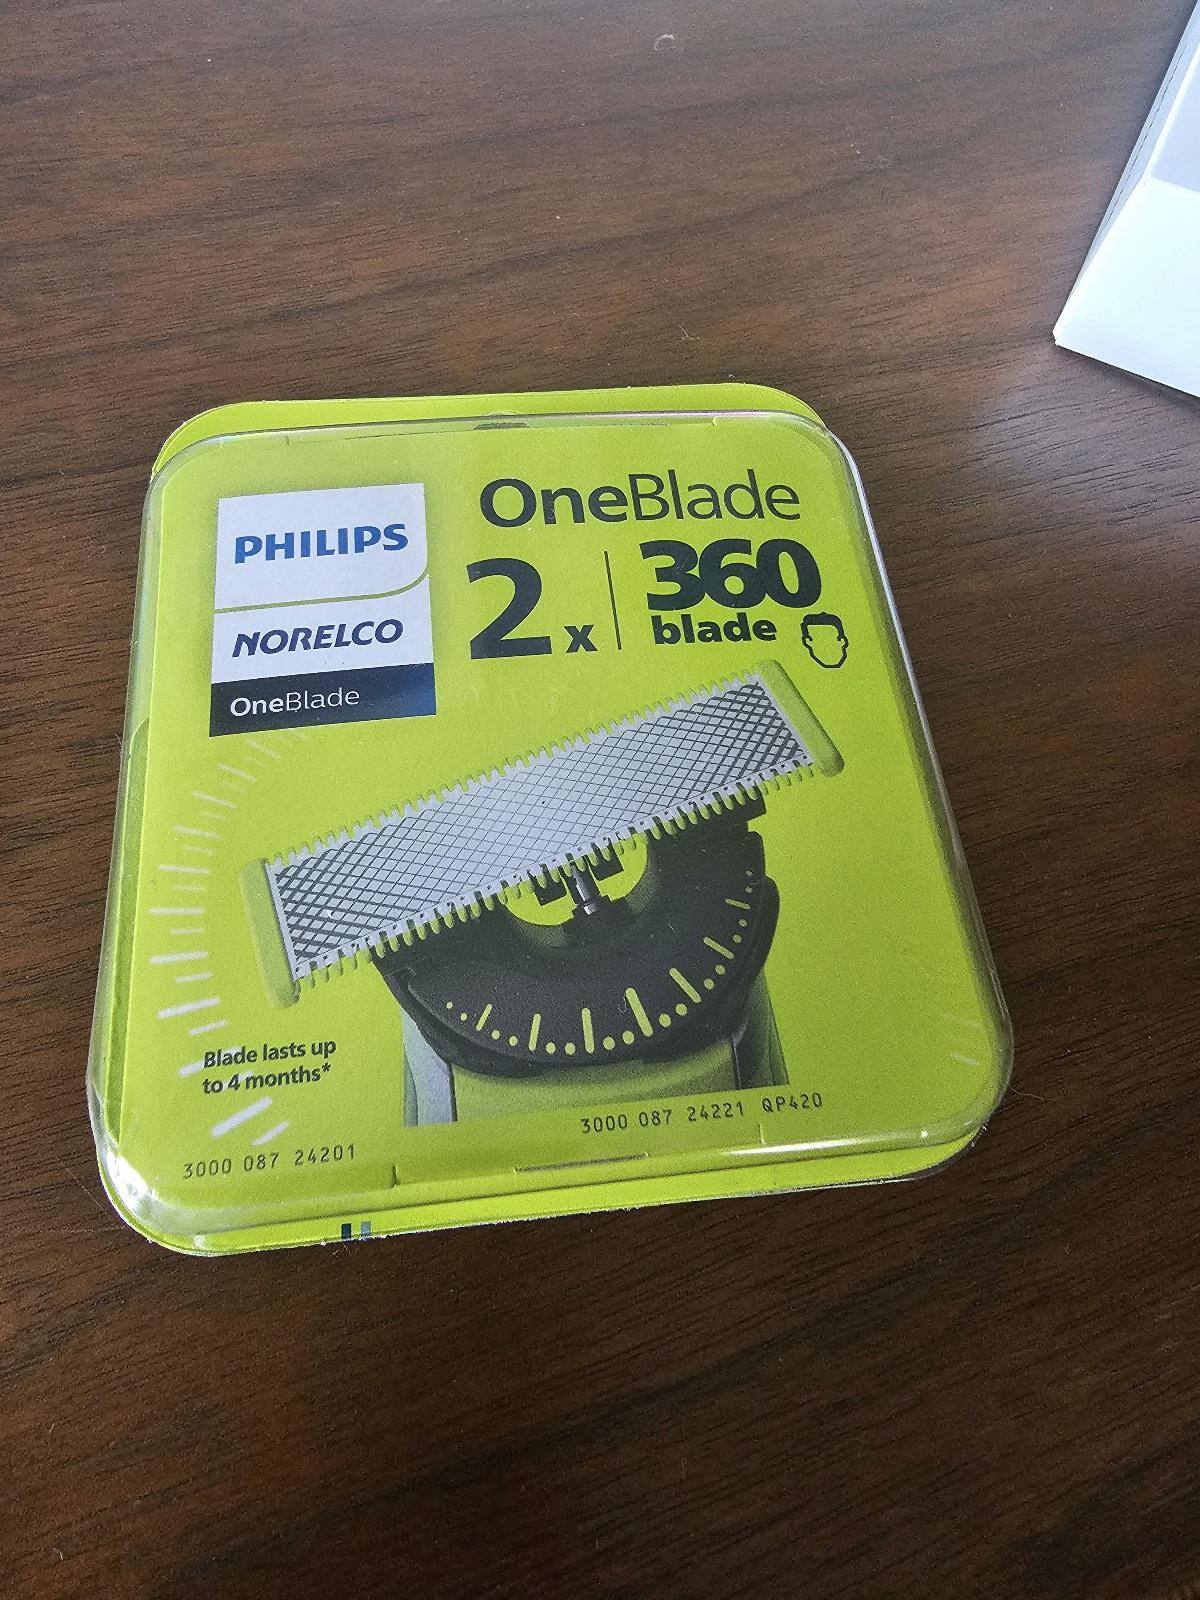 PHILIPS
NORELCO
OneBlade
OneBlade
2x
360
blade
Blade lasts up
to 4 months*
3000 087 24201
3000 087 24221 QP420